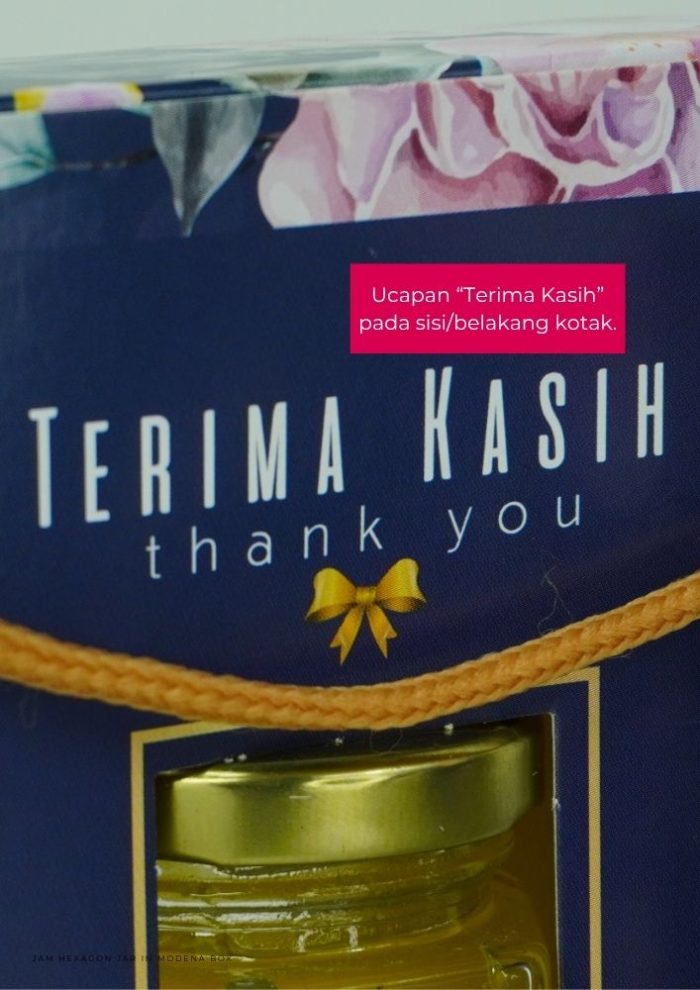 Ucapan “Terima Kasih”
pada sisi/belakang kotak.
TERIMA KASIH
thank you
JAM HEXAGON JAR IN MODENA BOX